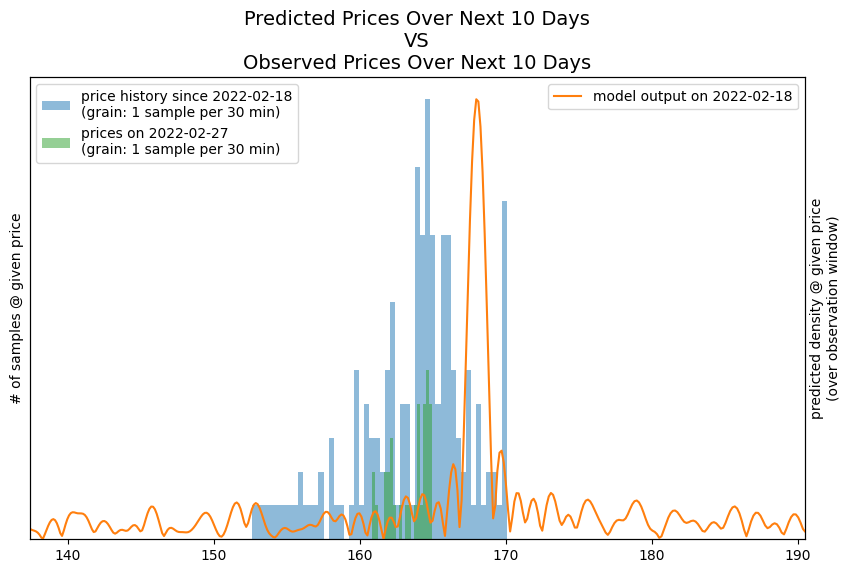 Predicted Prices Over Next 10 Days
VS
Observed Prices Over Next 10 Days
price history since 2022-02-18
(grain: 1 sample per 30 min)
prices on 2022-02-27
(grain: 1 sample per 30 min)
model output on 2022-02-18
# of samples @ given price
predicted density @ given price
(over observation window)
140 150 160 170 180 190